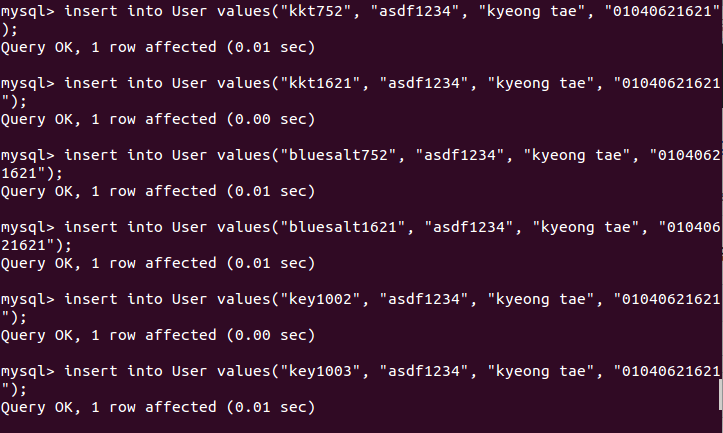 mysql> insert into User values("kkt752", "asdf1234", "kyeong tae", "01040621621"
);
Query OK, 1 row affected (0.01 sec)
mysql> insert into User values("kkt1621", "asdf1234", "kyeong tae", "01040621621
");
Query OK, 1 row affected (0.00 sec)
mysql> insert into User values("bluesalt752", "asdf1234", "kyeong tae", "0104062
1621");
Query OK, 1 row affected (0.01 sec)
mysql> insert into User values("bluesalt1621", "asdf1234", "kyeong tae", "010406
21621");
Query OK, 1 row affected (0.01 sec)
mysql> insert into User values("key1002", "asdf1234", "kyeong tae", "01040621621
");
Query OK, 1 row affected (0.00 sec)
mysql> insert into User values("key1003", "asdf1234", "kyeong tae", "01040621621
");
Query OK, 1 row affected (0.01 sec)